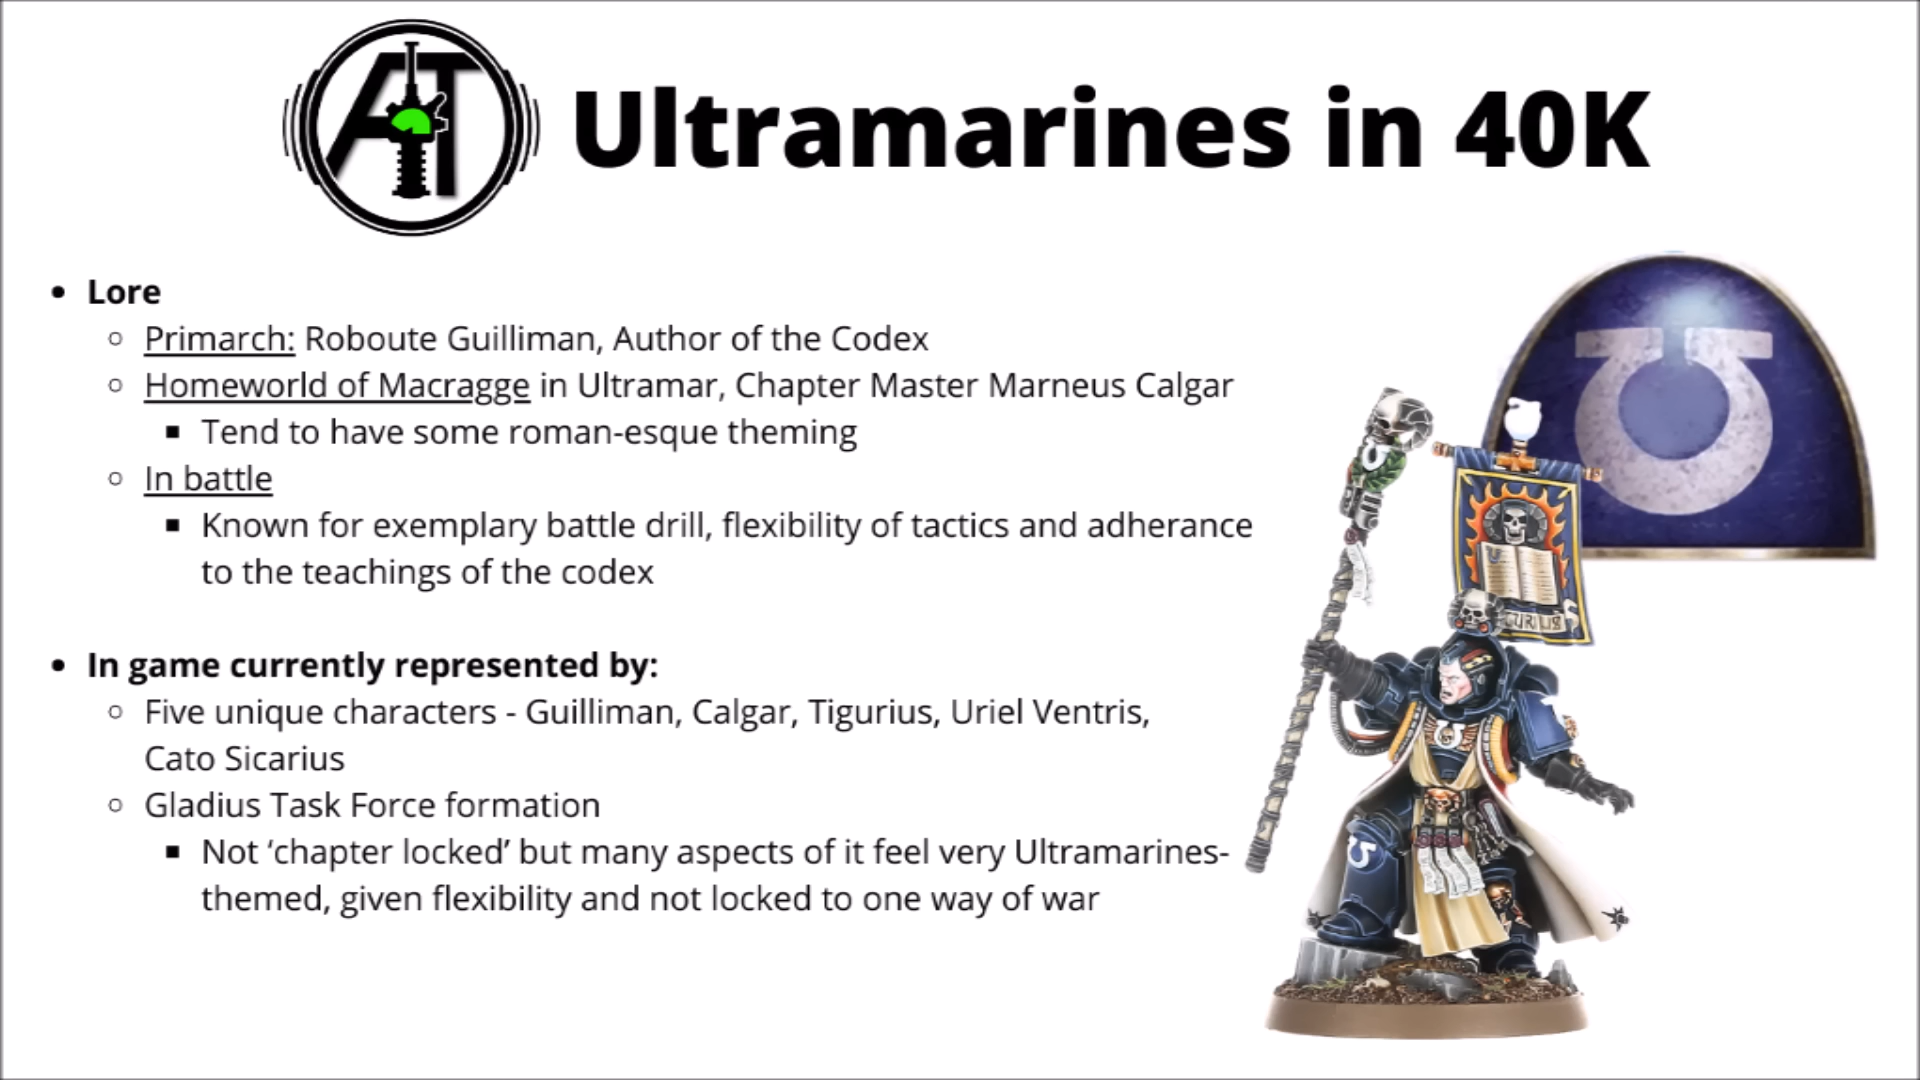 AT
Ultramarines in 40K
• Lore
○ Primarch: Roboute Guilliman, Author of the Codex
○ Homeworld of Macragge in Ultramar, Chapter Master Marneus Calgar
▪ Tend to have some roman-esque theming
○ In battle
▪ Known for exemplary battle drill, flexibility of tactics and adherance
to the teachings of the codex
• In game currently represented by:
○ Five unique characters - Guilliman, Calgar, Tigurius, Uriel Ventris,
Cato Sicarius
○ Gladius Task Force formation
▪ Not ‘chapter locked’ but many aspects of it feel very Ultramarines-
themed, given flexibility and not locked to one way of war